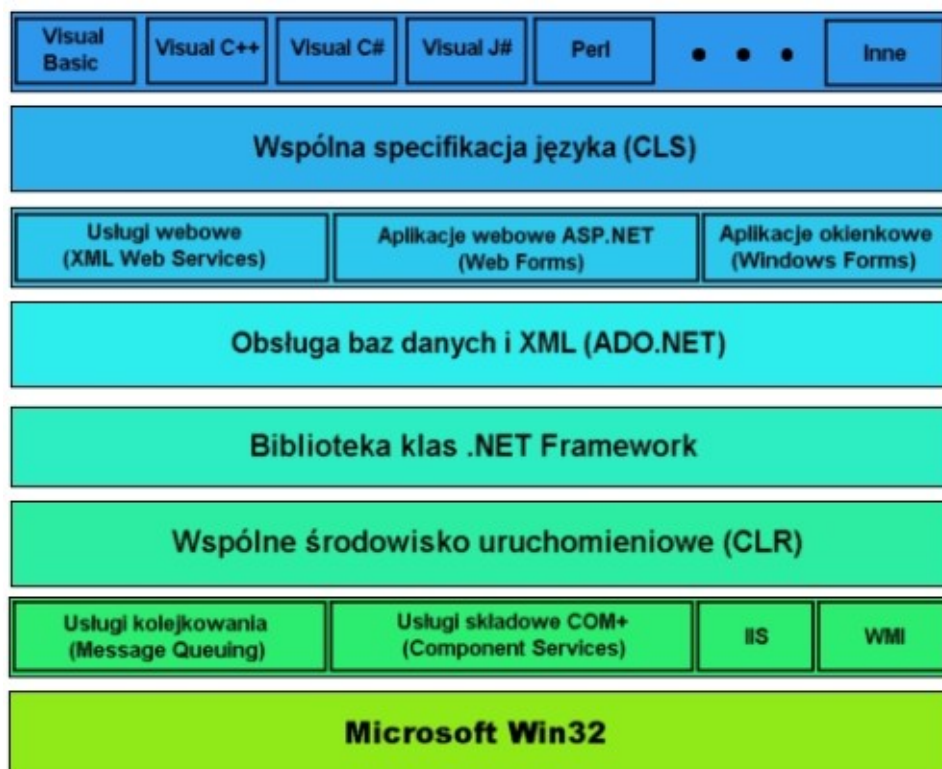 Visual
Basic
Visual C++
Visual C#
Visual J#
Perl
• • •
Inne
Wspólna specifikacja języka (CLS)
Usługi webowe
(XML Web Services)
Aplikacje webowe ASP.NET
(Web Forms)
Aplikacje okienkowe
(Windows Forms)
Obsługa baz danych i XML (ADO.NET)
Biblioteka klas .NET Framework
Wspólne środowisko uruchomieniowe (CLR)
Usługi kolejkowania
(Message Queuing)
Usługi składowe COM+
(Component Services)
IIS
WMI
Microsoft Win32